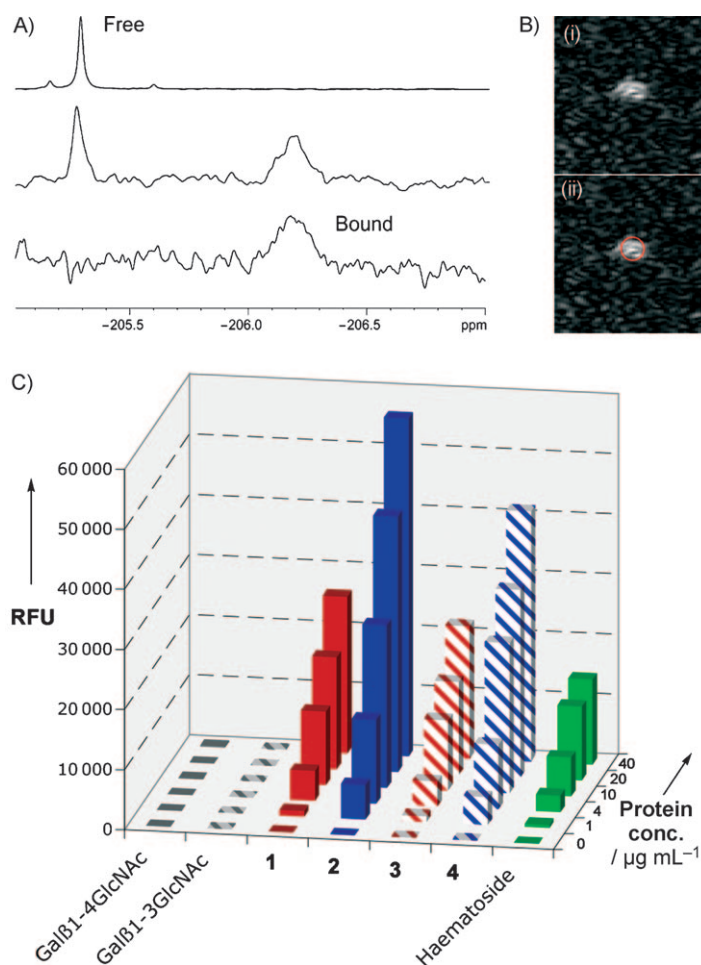 A)
Free
Bound
−205.5 −206.0 −206.5 ppm
B)
(i)
(ii)
C)
60 000
50 000
40 000
30 000
20 000
10 000
0
RFU
Galß1-4GlcNAc
Galß1-3GlcNAc
1
2
3
4
Haematoside
0
1
4
10
20
40
Protein
conc.
/ µg mL⁻¹